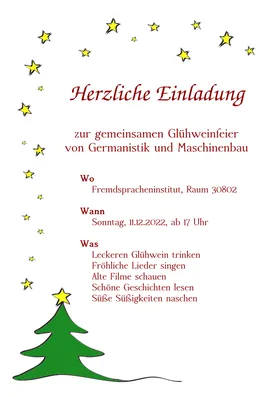 Herzliche Einladung
zur gemeinsamen Glühweinfeier
von Germanistik und Maschinenbau
Wo
Fremdspracheninstitut, Raum 30802
Wann
Sonntag, 11.12.2022, ab 17 Uhr
Was
Leckeren Glühwein trinken
Fröhliche Lieder singen
Alte Filme schauen
Schöne Geschichten lesen
Süße Süßigkeiten naschen